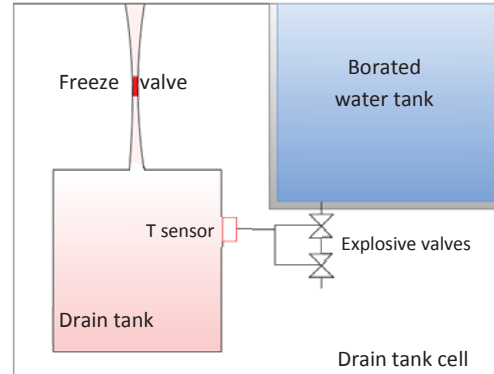 Borated
water tank
Freeze valve
T sensor
Explosive valves
Drain tank
Drain tank cell